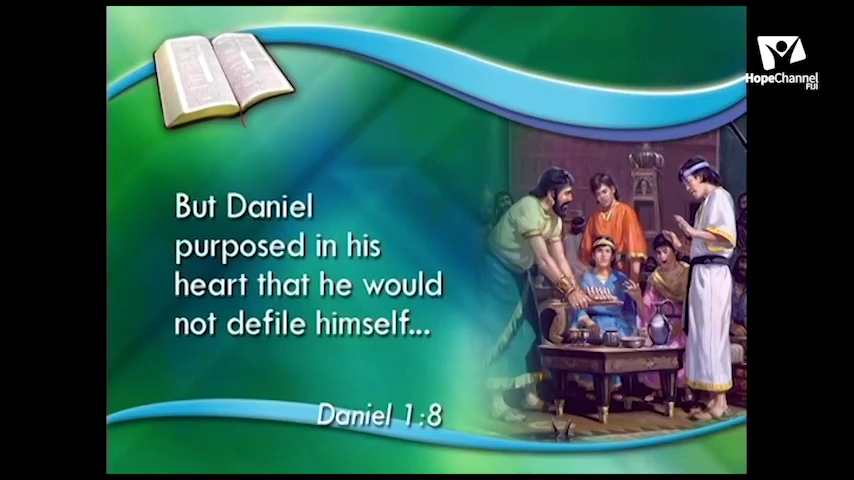 HopeChannel
FIJI
But Daniel
purposed in his
heart that he would
not defile himself...
Daniel 1:8